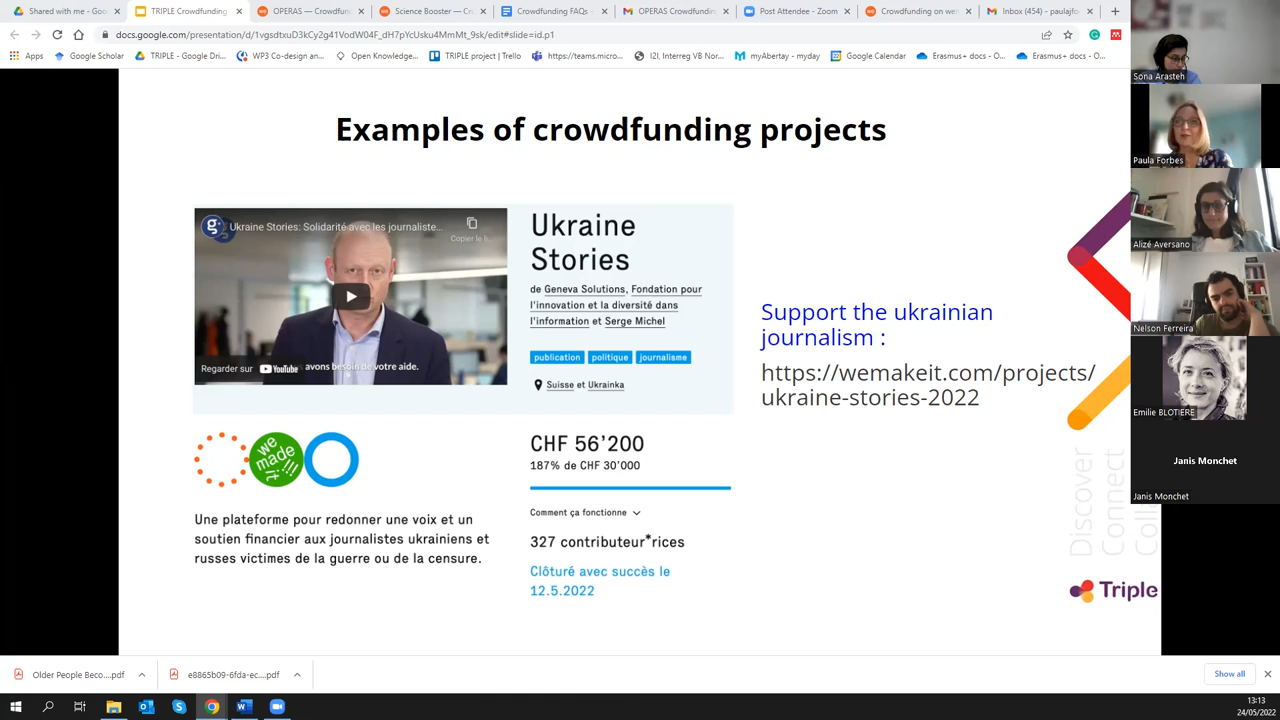 Shared with me - Goo
TRIPLE Crowdfunding
OPERAS — Crowdfund
Science Booster — Cro
Crowdfunding FAQs -
OPERAS Crowdfundin
Post Attendee - Zoom
Crowdfunding on wem
Inbox (454) - paulajfo
docs.google.com/presentation/d/1vgsdtxuD3kCy2g41VodW04F_dH7pYcUsku4MmMt_9sk/edit#slide=id.p1
Apps
Google Scholar
TRIPLE - Google Dri...
WP3 Co-design an...
Open Knowledge...
TRIPLE project | Trello
https://teams.micro...
I2I, Interreg VB Nor...
myAbertay - myday
Google Calendar
Erasmus+ docs - O...
Erasmus+ docs - O...
Examples of crowdfunding projects
Ukraine Stories: Solidarité avec les journaliste...
Copier le li...
avons besoin de votre aide.
Regarder sur YouTube
Ukraine
Stories
de Geneva Solutions, Fondation pour
l'innovation et la diversité dans
l'information et Serge Michel
publication politique journalisme
Suisse et Ukrainka
Support the ukrainian
journalism :
https://wemakeit.com/projects/
ukraine-stories-2022
we
made
it!!!!
Une plateforme pour redonner une voix et un
soutien financier aux journalistes ukrainiens et
russes victimes de la guerre ou de la censure.
CHF 56’200
187% de CHF 30’000
Comment ça fonctionne
327 contributeur*rices
Clôturé avec succès le
12.5.2022
Discover
Connect
Colla
Triple
Sona Arasteh
Paula Forbes
Alizé Aversano
Nelson Ferreira
Emilie BLOTIERE
Janis Monchet
Janis Monchet
Older People Beco....pdf
e8865b09-6fda-ec....pdf
Show all
13:13
24/05/2022